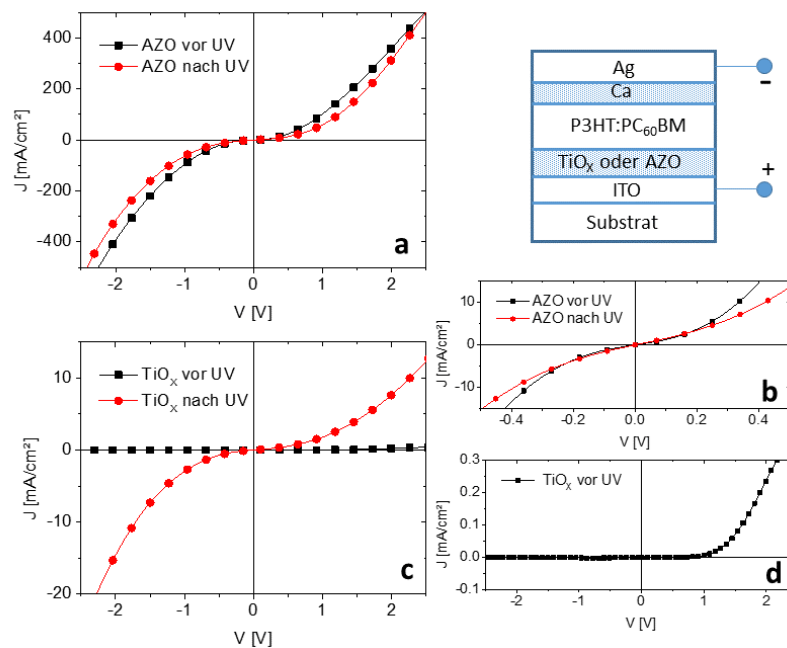 AZO vor UV
AZO nach UV
J [mA/cm²]
400
200
0
-200
-400
-2
-1
0
1
2
V [V]
a
Ag
Ca
P3HT:PC₆₀BM
TiOₓ oder AZO
ITO
Substrat
-
+
AZO vor UV
AZO nach UV
J [mA/cm²]
10
0
-10
-0.4
-0.2
0.0
0.2
0.4
V [V]
b
TiOₓ vor UV
TiOₓ nach UV
J [mA/cm²]
10
0
-10
-20
-2
-1
0
1
2
V [V]
c
TiOₓ vor UV
J [mA/cm²]
0.3
0.2
0.1
0.0
-0.1
-2
-1
0
1
2
V [V]
d